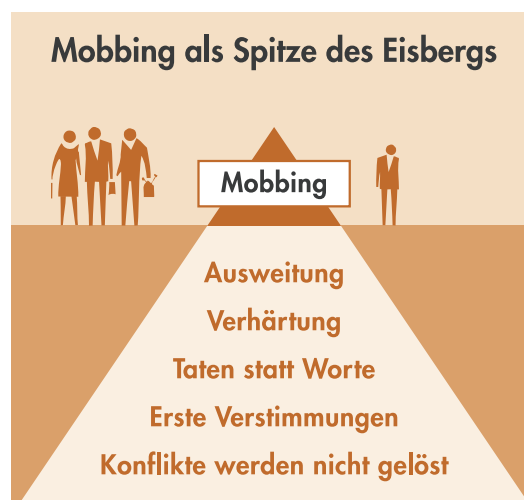 Mobbing als Spitze des Eisbergs
Mobbing
Ausweitung
Verhärtung
Taten statt Worte
Erste Verstimmungen
Konflikte werden nicht gelöst